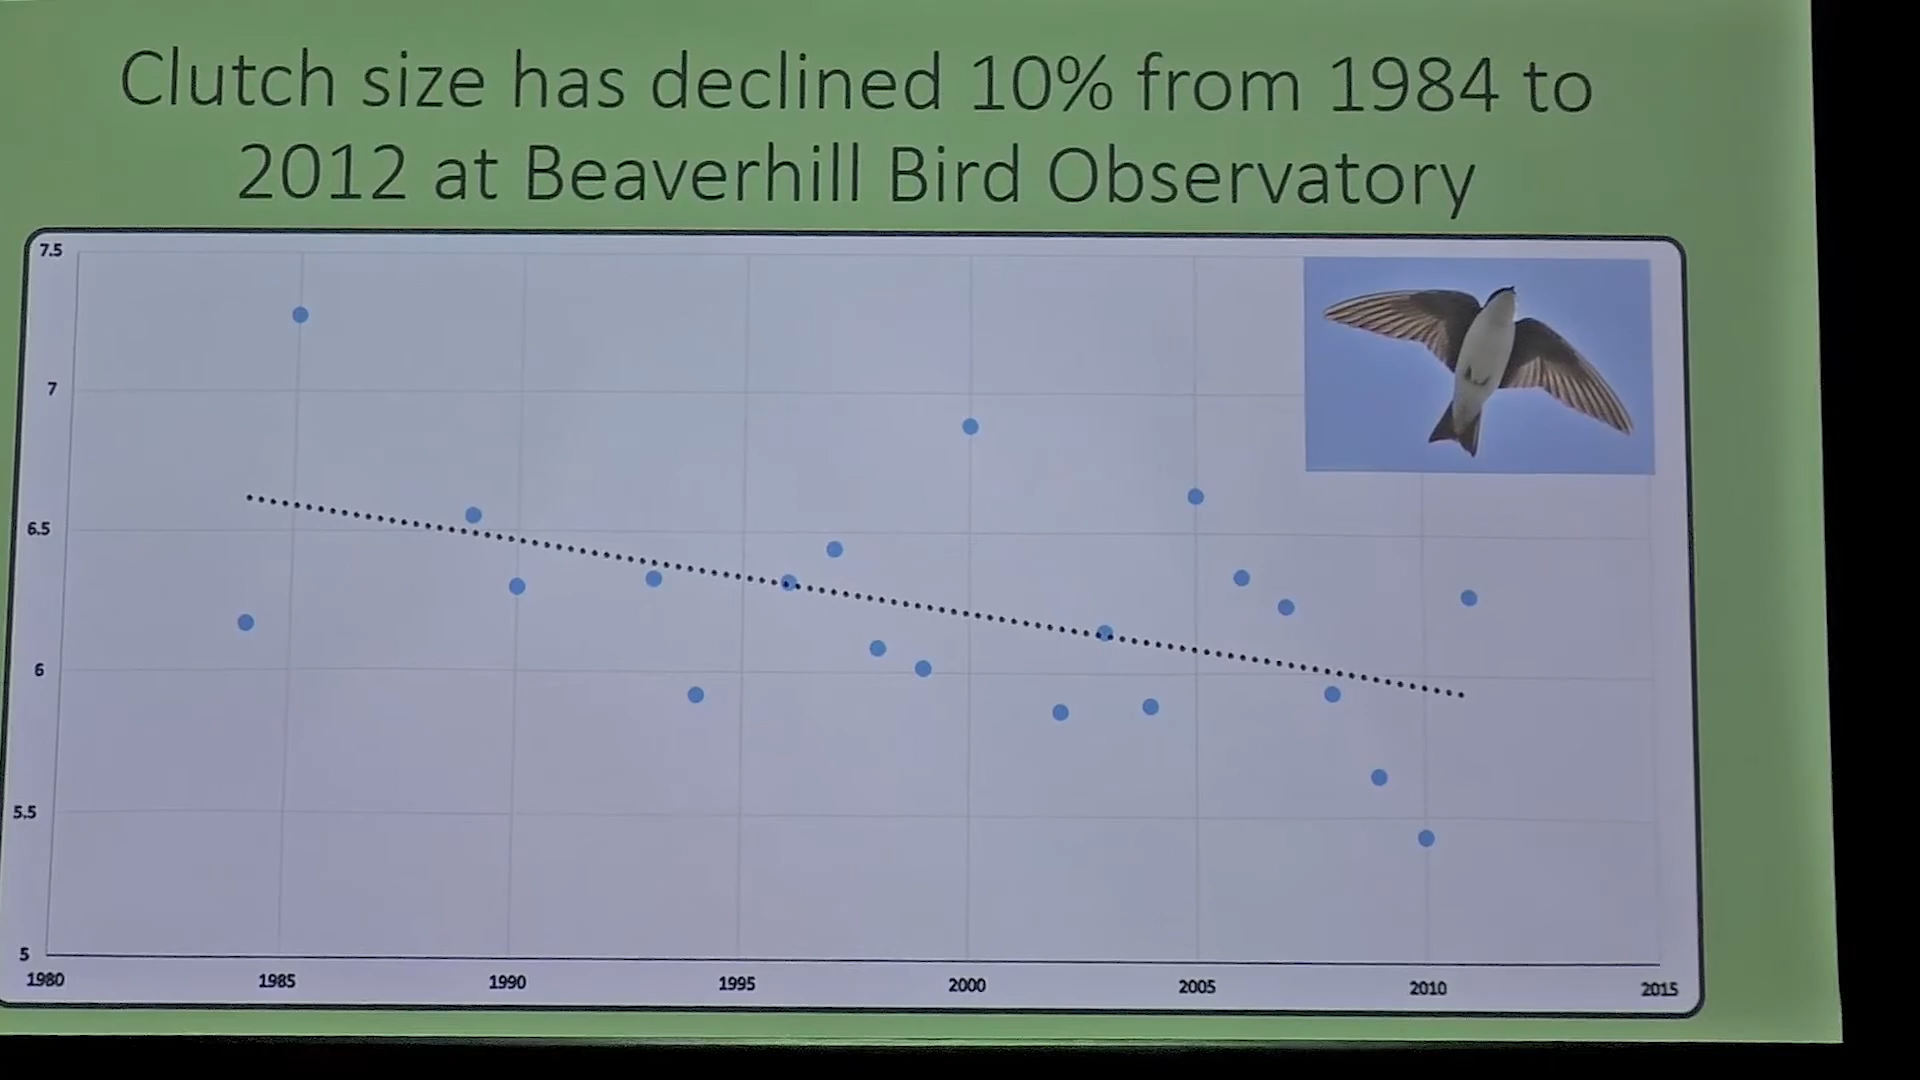 Clutch size has declined 10% from 1984 to
2012 at Beaverhill Bird Observatory
7.5
7
6.5
6
5.5
5
1980 1985 1990 1995 2000 2005 2010 2015